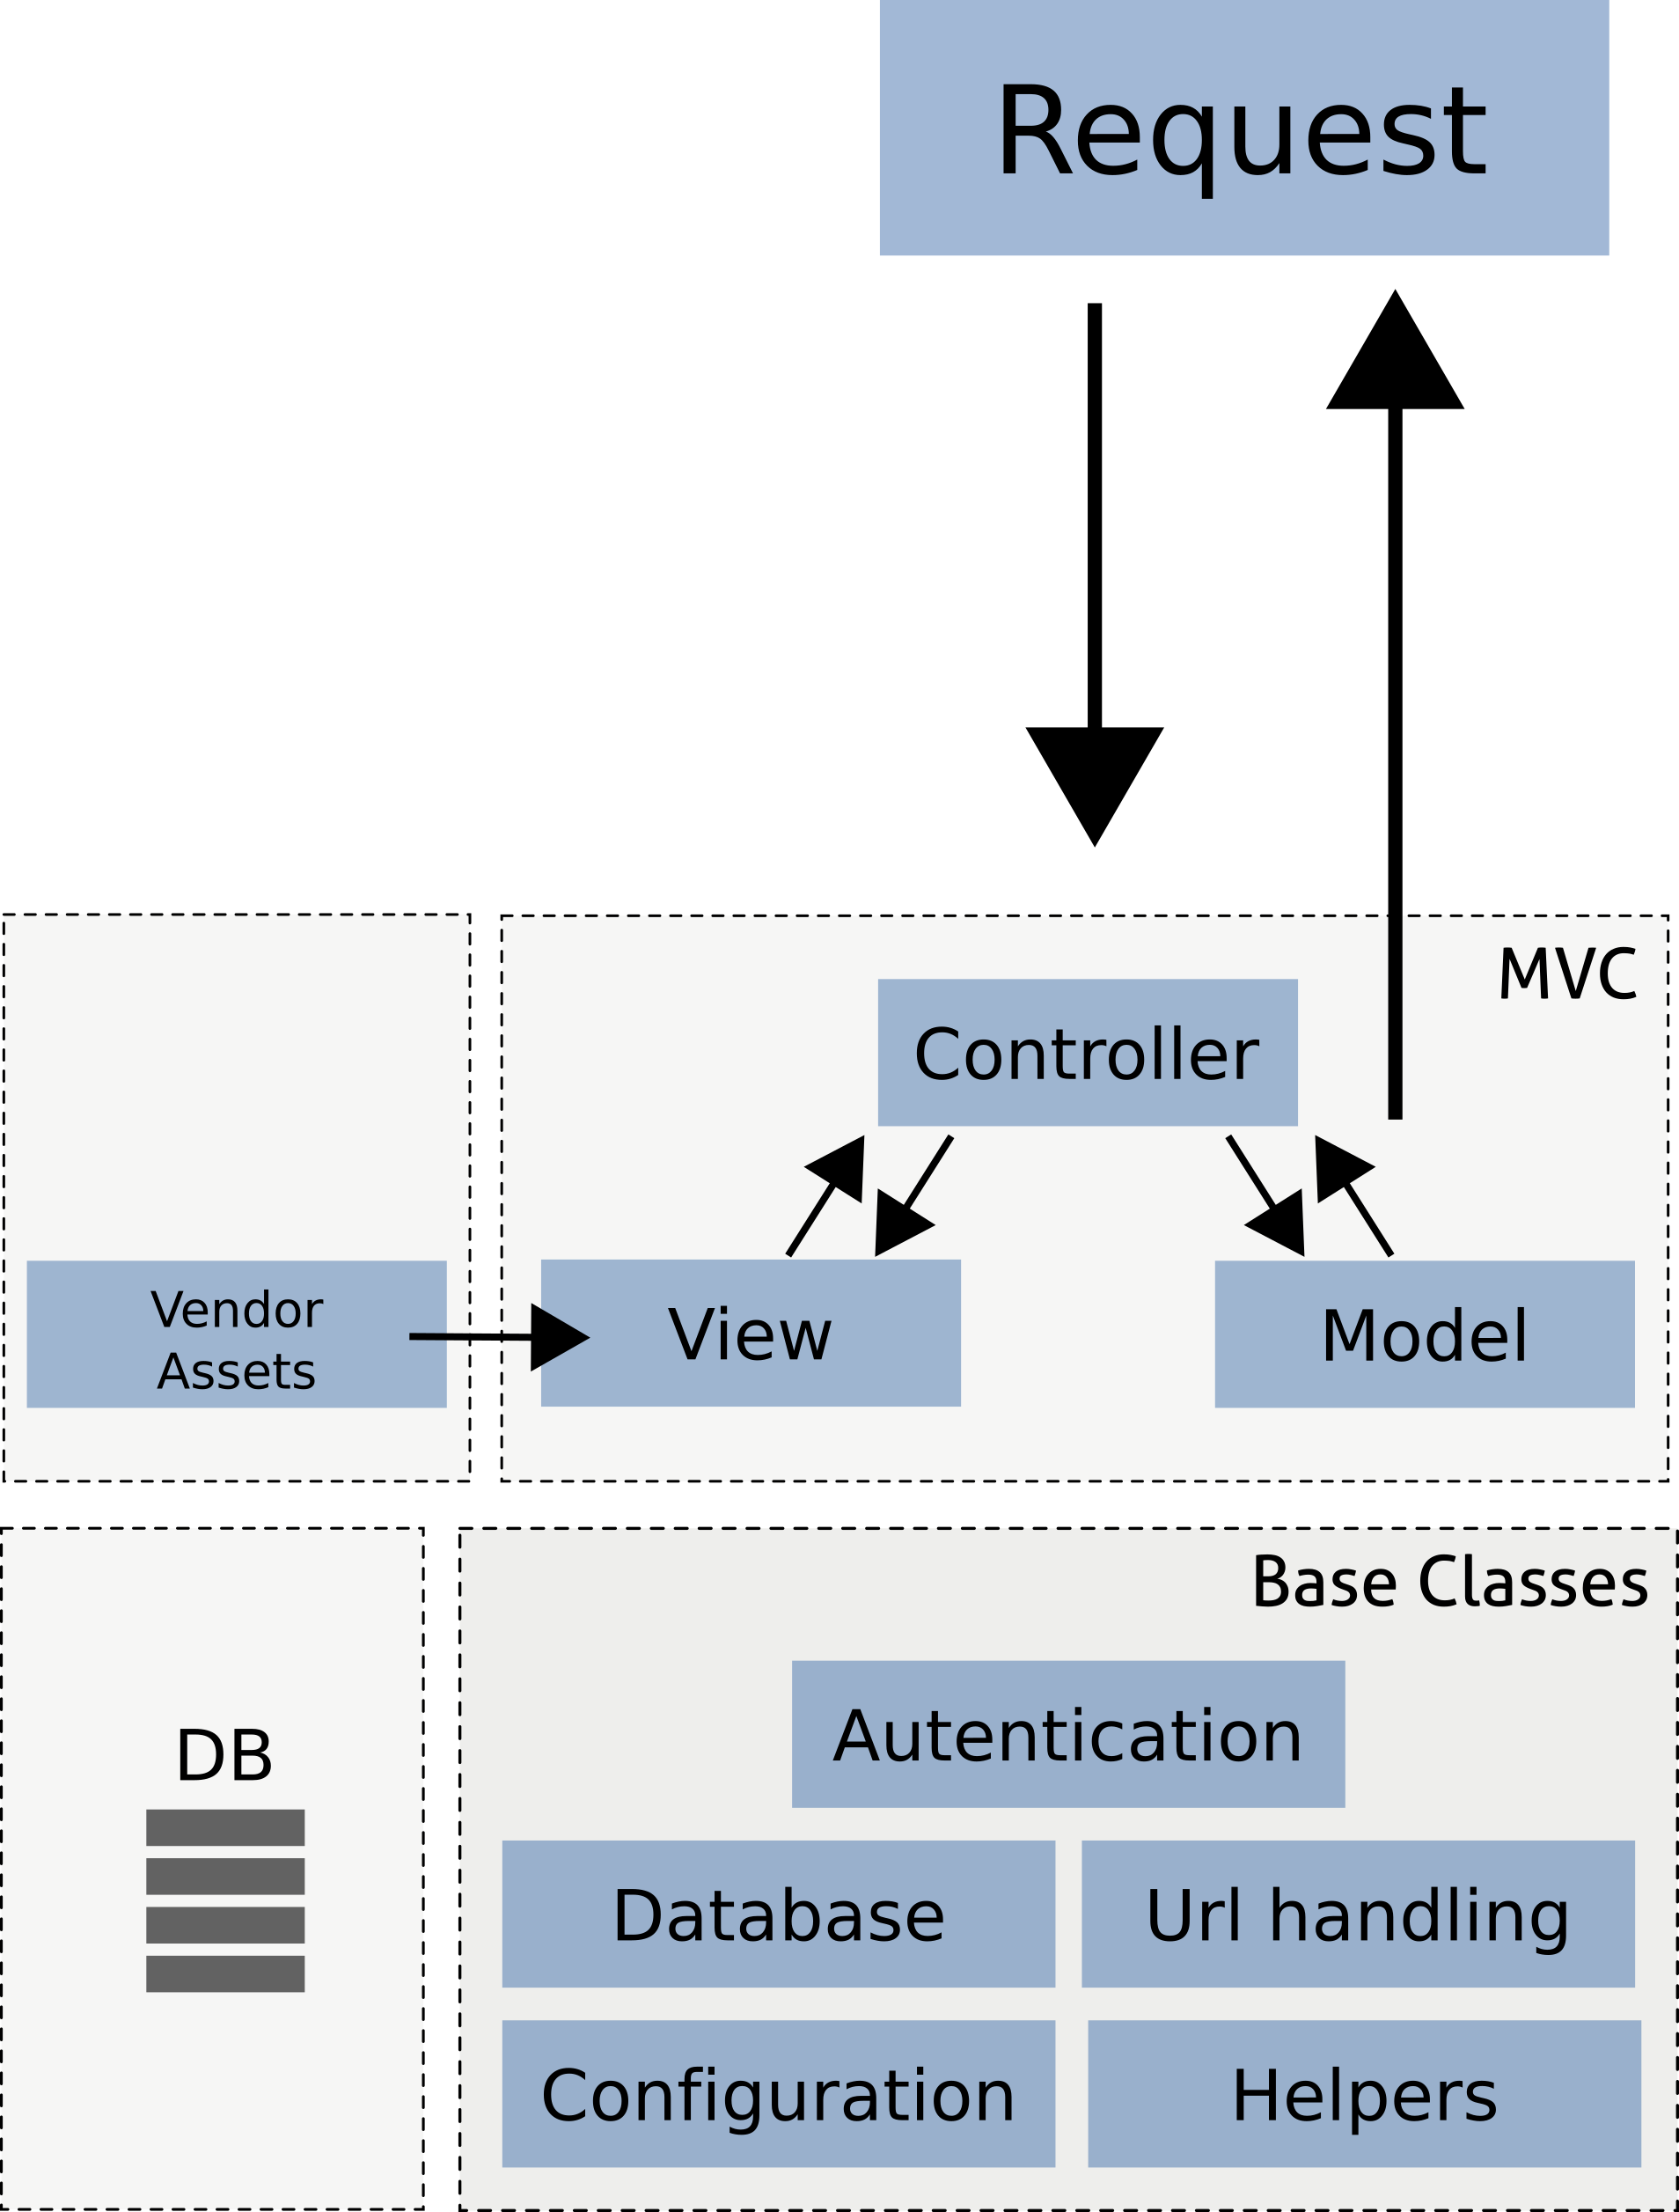 Request
MVC
Controller
Vendor
Assets
View
Model
Base Classes
Autentication
DB
Database
Url handling
Configuration
Helpers